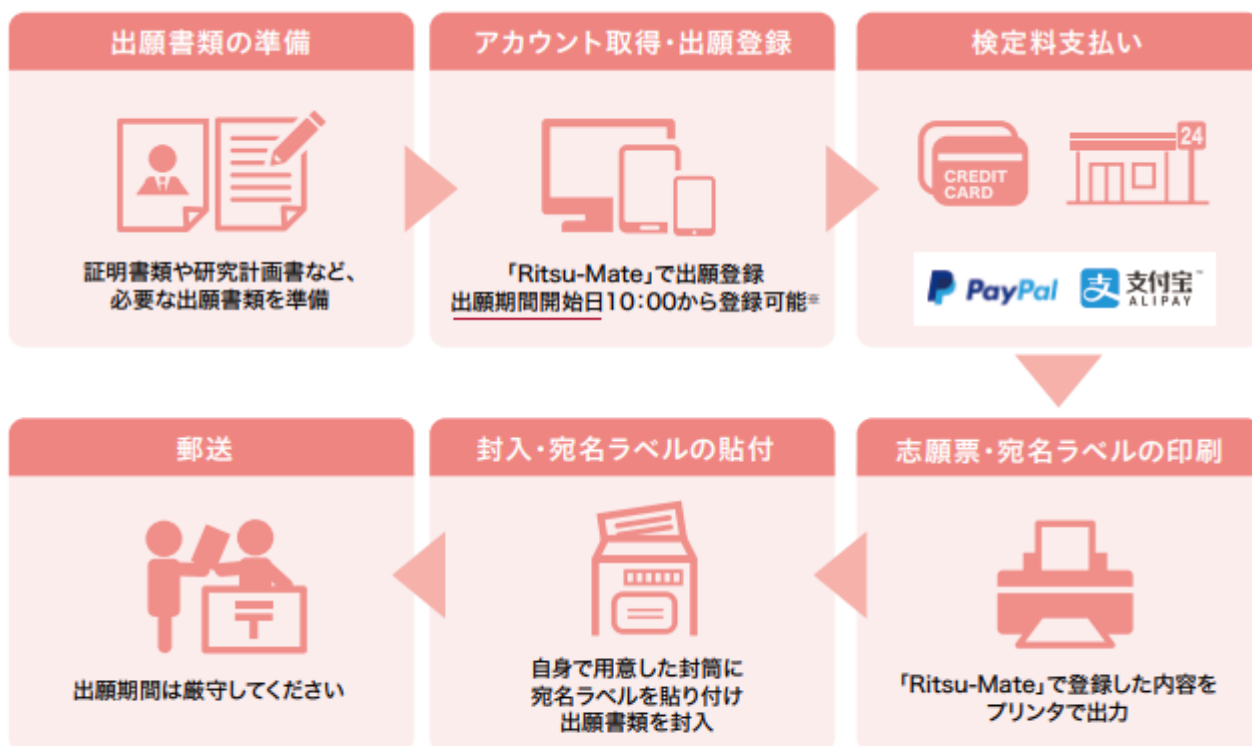 出願書類の準備
証明書類や研究計画書など、
必要な出願書類を準備
アカウント取得・出願登録
「Ritsu-Mate」で出願登録
出願期間開始日10：00から登録可能※
検定料支払い
CREDIT
CARD
24
PayPal
支 支付宝™
ALIPAY
志願票・宛名ラベルの印刷
「Ritsu-Mate」で登録した内容を
プリンタで出力
封入・宛名ラベルの貼付
自身で用意した封筒に
宛名ラベルを貼り付け
出願書類を封入
郵送
〒
出願期間は厳守してください